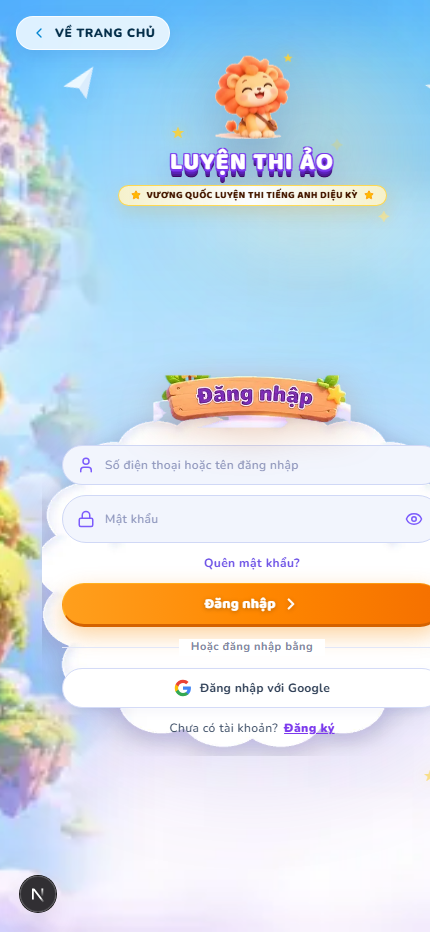 VỀ TRANG CHỦ
LUYỆN THI ẢO
VƯƠNG QUỐC LUYỆN THI TIẾNG ANH DIỆU KỲ
Đăng nhập
Số điện thoại hoặc tên đăng nhập
Mật khẩu
Quên mật khẩu?
Đăng nhập
Hoặc đăng nhập bằng
Đăng nhập với Google
Chưa có tài khoản? Đăng ký
N